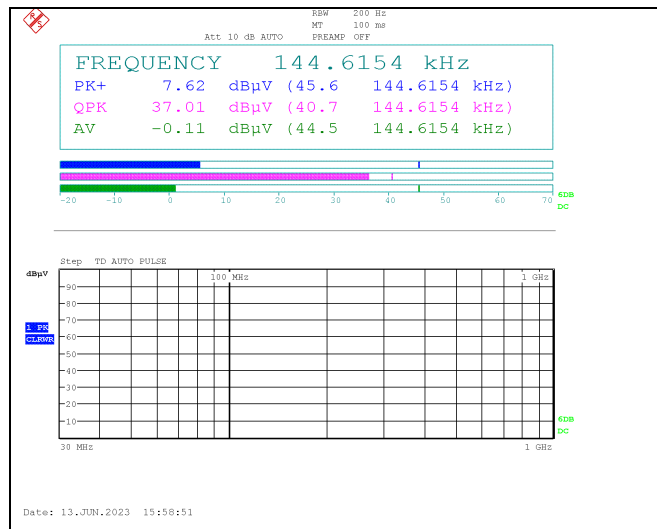 R
S
RBW 200 Hz
MT 100 ms
Att 10 dB AUTO PREAMP OFF
FREQUENCY 144.6154 kHz
PK+ 7.62 dBµV (45.6 144.6154 kHz)
QPK 37.01 dBµV (40.7 144.6154 kHz)
AV -0.11 dBµV (44.5 144.6154 kHz)
-20 -10 0 10 20 30 40 50 60 70
6DB
DC
Step TD AUTO PULSE
dBµV
100 MHz 1 GHz
90
80
70
1 PK
60
CLRWR
50
40
30
20
10
6DB
DC
30 MHz 1 GHz
Date: 13.JUN.2023 15:58:51